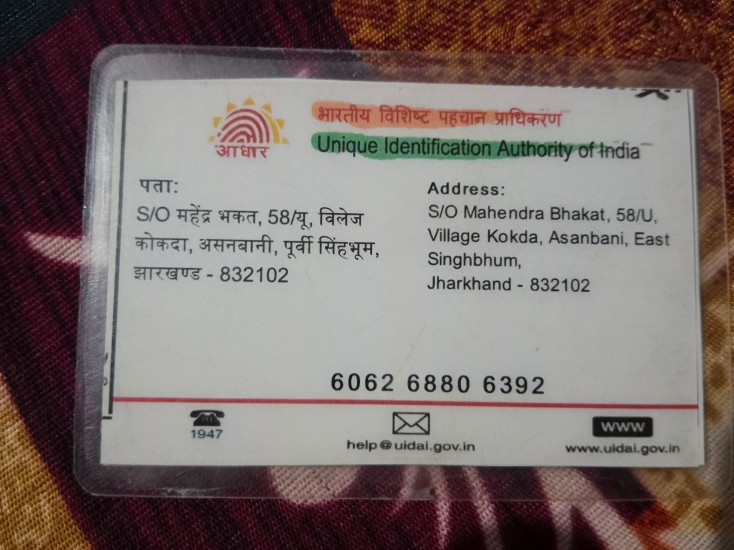 भारतीय विशिष्ट पहचान प्राधिकरण
Unique Identification Authority of India
आधार
पता:
S/O महेंद्र भकत, 58/यू, विलेज
कोकदा, असनबानी, पूर्वी सिंहभूम,
झारखण्ड - 832102
Address:
S/O Mahendra Bhakat, 58/U,
Village Kokda, Asanbani, East
Singhbhum,
Jharkhand - 832102
6062 6880 6392
1947
help@uidai.gov.in
www
www.uidai.gov.in